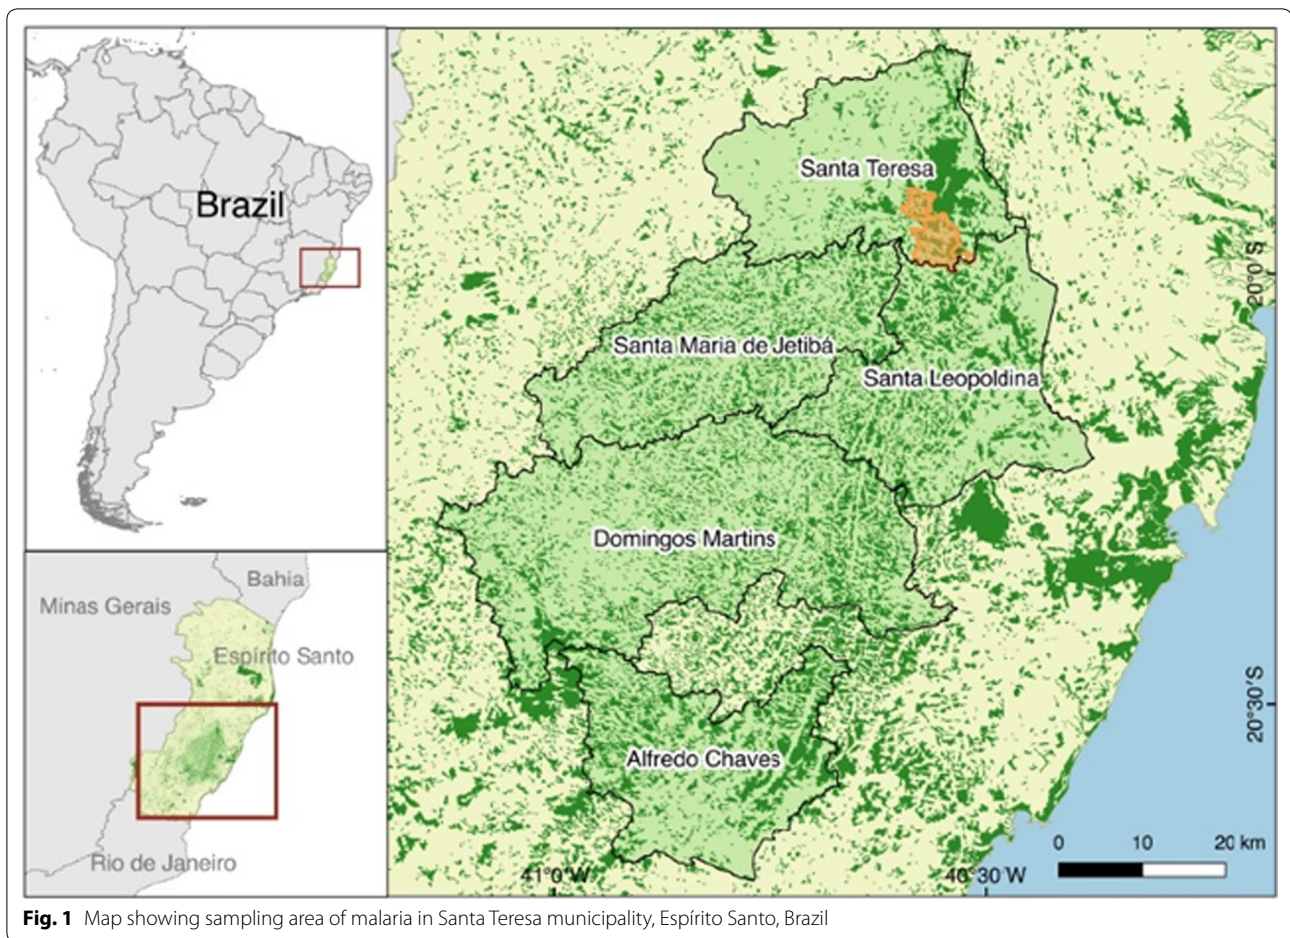 Brazil
Bahia
Minas Gerais
Espírito Santo
Rio de Janeiro
Santa Teresa
Santa Maria de Jetibá
Santa Leopoldina
Domingos Martins
Alfredo Chaves
20°0′S
20°30′S
41°0′W
40°30′W
0 10 20 km
Fig. 1 Map showing sampling area of malaria in Santa Teresa municipality, Espírito Santo, Brazil